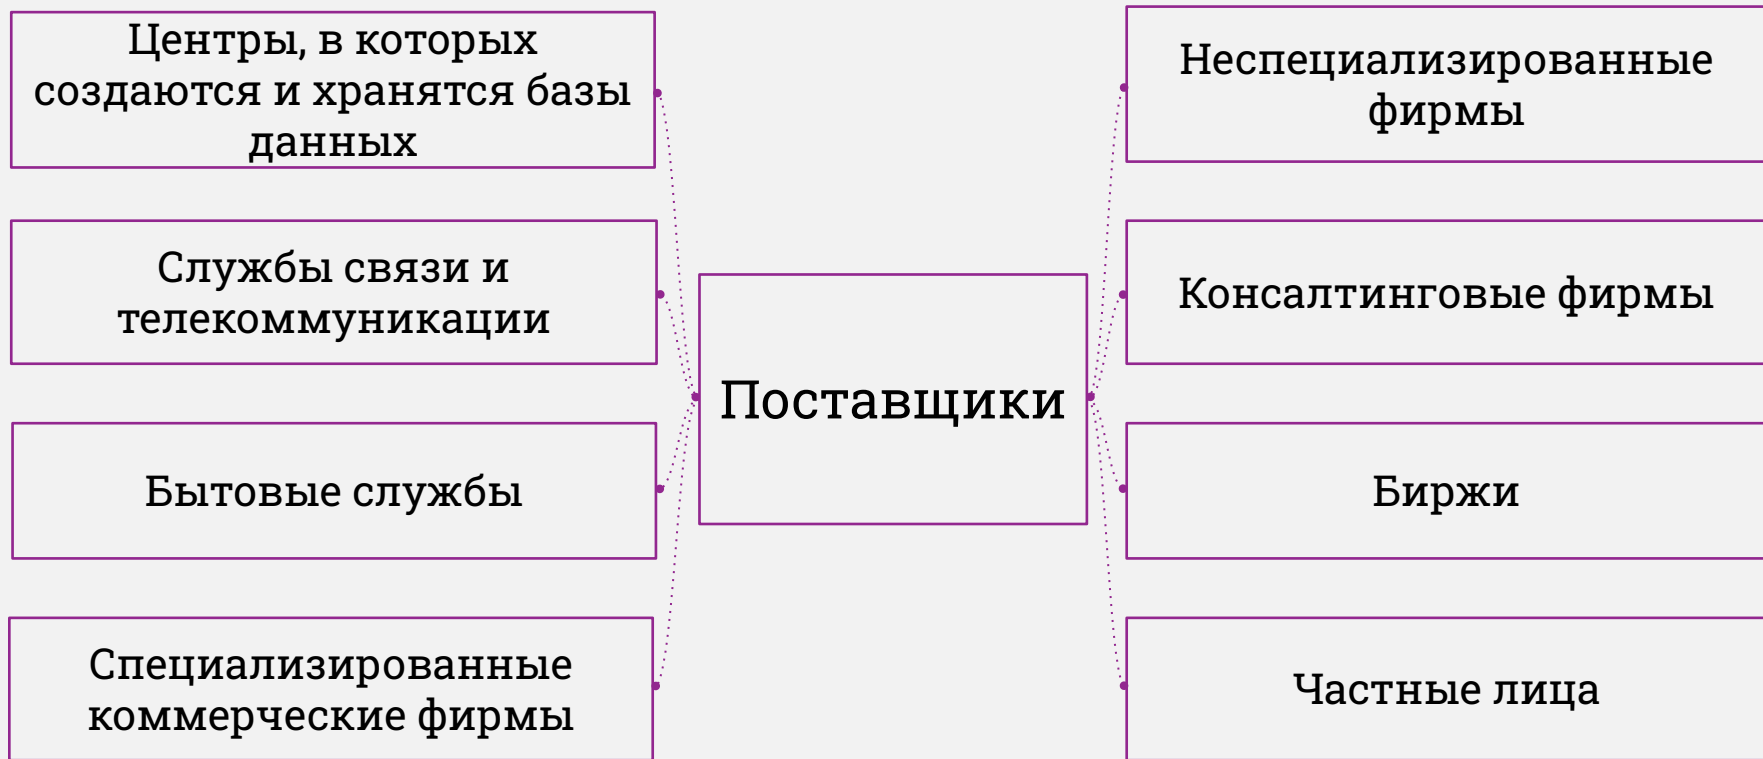 Центры, в которых
создаются и хранятся базы
данных
Службы связи и
телекоммуникации
Бытовые службы
Специализированные
коммерческие фирмы
Поставщики
Неспециализированные
фирмы
Консалтинговые фирмы
Биржи
Частные лица